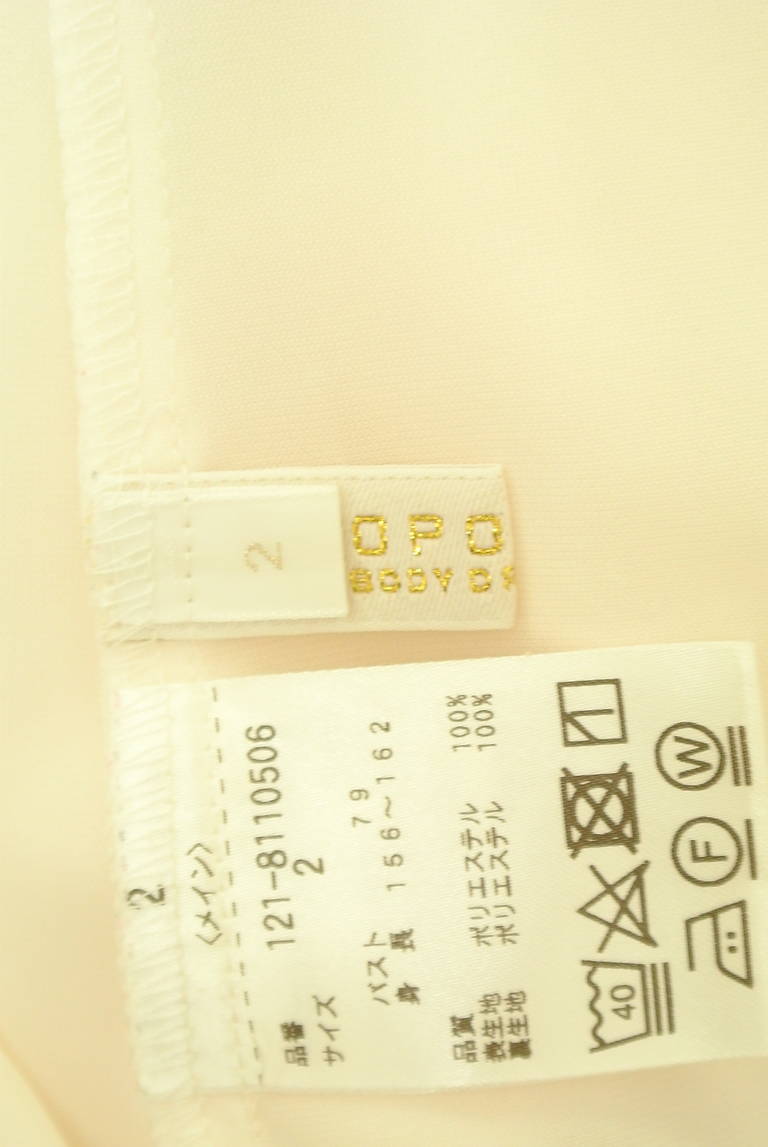 2
OPO
BODY DR
2
〈メイン〉
品番 121-8110506
サイズ 2
バスト 79
身長 156～162
品質
表生地 ポリエステル 100%
裏生地 ポリエステル 100%
40
F
W